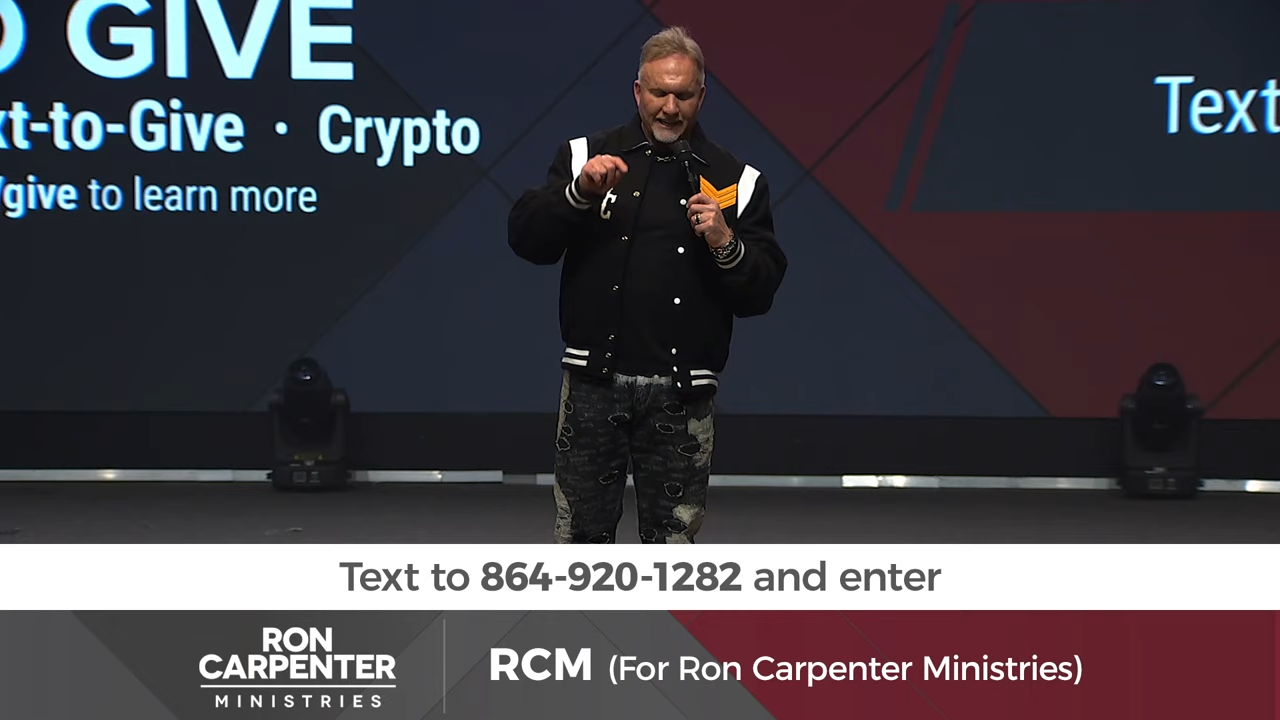 GIVE
xt-to-Give · Crypto
/give to learn more
Text
C
Text to 864-920-1282 and enter
RON
CARPENTER
MINISTRIES
RCM (For Ron Carpenter Ministries)